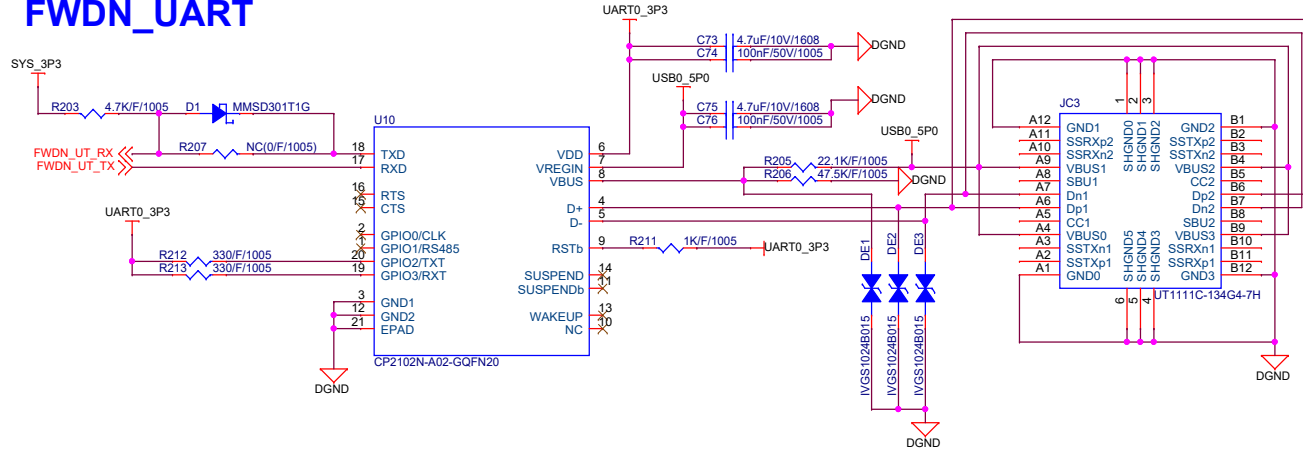 FWDN_UART
UART0_3P3
SYS_3P3
C73 4.7uF/10V/1608
C74 100nF/50V/1005
DGND
USB0_5P0
C75 4.7uF/10V/1608
C76 100nF/50V/1005
DGND
R203 4.7K/F/1005 D1 MMSD301T1G
R207 NC(0/F/1005)
FWDN_UT_RX
FWDN_UT_TX
U10
18 TXD
17 RXD
16 RTS
15 CTS
2 GPIO0/CLK
1 GPIO1/RS485
20 GPIO2/TXT
19 GPIO3/RXT
3 GND1
12 GND2
21 EPAD
VDD 6
VREGIN 7
VBUS 8
D+ 4
D- 5
RSTb 9
SUSPEND 14
SUSPENDb 11
WAKEUP 13
NC 10
CP2102N-A02-GQFN20
UART0_3P3
R212 330/F/1005
R213 330/F/1005
DGND
USB0_5P0
R205 22.1K/F/1005
R206 47.5K/F/1005
DGND
R211 1K/F/1005 UART0_3P3
DE1
DE2
DE3
IVGS1024B015
IVGS1024B015
IVGS1024B015
DGND
JC3
1
2
3
SHGND0
SHGND1
SHGND2
A12 GND1
A11 SSRXp2
A10 SSRXn2
A9 VBUS1
A8 SBU1
A7 Dn1
A6 Dp1
A5 CC1
A4 VBUS0
A3 SSTXn1
A2 SSTXp1
A1 GND0
GND2 B1
SSTXp2 B2
SSTXn2 B3
VBUS2 B4
CC2 B5
Dp2 B6
Dn2 B7
SBU2 B8
VBUS3 B9
SSRXn1 B10
SSRXp1 B11
GND3 B12
SHGND5
SHGND4
SHGND3
6
5
4
UT1111C-134G4-7H
DGND